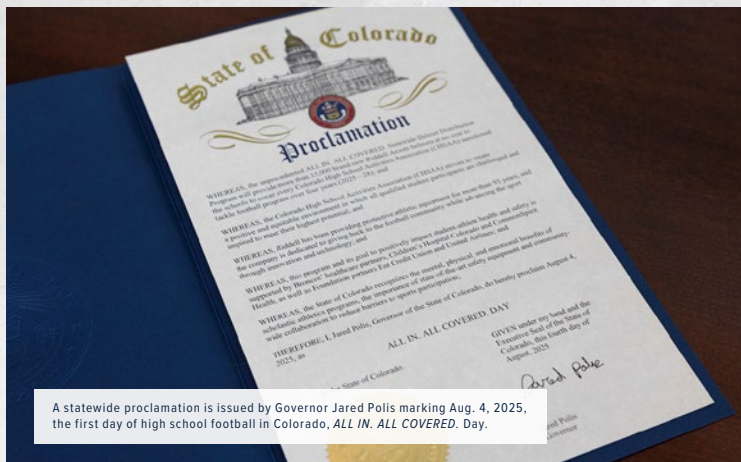 State of Colorado
Proclamation
WHEREAS, the unprecedented ALL IN. ALL COVERED. Statewide Helmet Distribution
Program will provide more than 15,000 brand-new Riddell Axiom helmets at no cost to
the schools to cover every Colorado High School Activities Association (CHSAA) sanctioned
tackle football program over four years (2025 – 28); and
WHEREAS, the Colorado High School Activities Association (CHSAA) strives to create
a positive and equitable environment in which all qualified student participants are challenged and
inspired to meet their highest potential; and
WHEREAS, Riddell has been providing protective athletic equipment for more than 95 years, and
the company is dedicated to giving back to the football community while advancing the sport
through innovation and technology; and
WHEREAS, this program and its goal to positively impact student-athlete health and safety is
supported by Broncos' healthcare partners, Children's Hospital Colorado and CommonSpirit
Health, as well as Foundation partners Ent Credit Union and United Airlines; and
WHEREAS, the State of Colorado recognizes the mental, physical, and emotional benefits of
scholastic athletics programs, the importance of state-of-the-art safety equipment and community-
wide collaboration to reduce barriers to sports participation;
THEREFORE, I, Jared Polis, Governor of the State of Colorado, do hereby proclaim August 4,
2025, as
ALL IN. ALL COVERED. DAY
the State of Colorado.
GIVEN under my hand and the
Executive Seal of the State of
Colorado, this fourth day of
August, 2025
Jared Polis
Polis
Governor
A statewide proclamation is issued by Governor Jared Polis marking Aug. 4, 2025,
the first day of high school football in Colorado, ALL IN. ALL COVERED. Day.